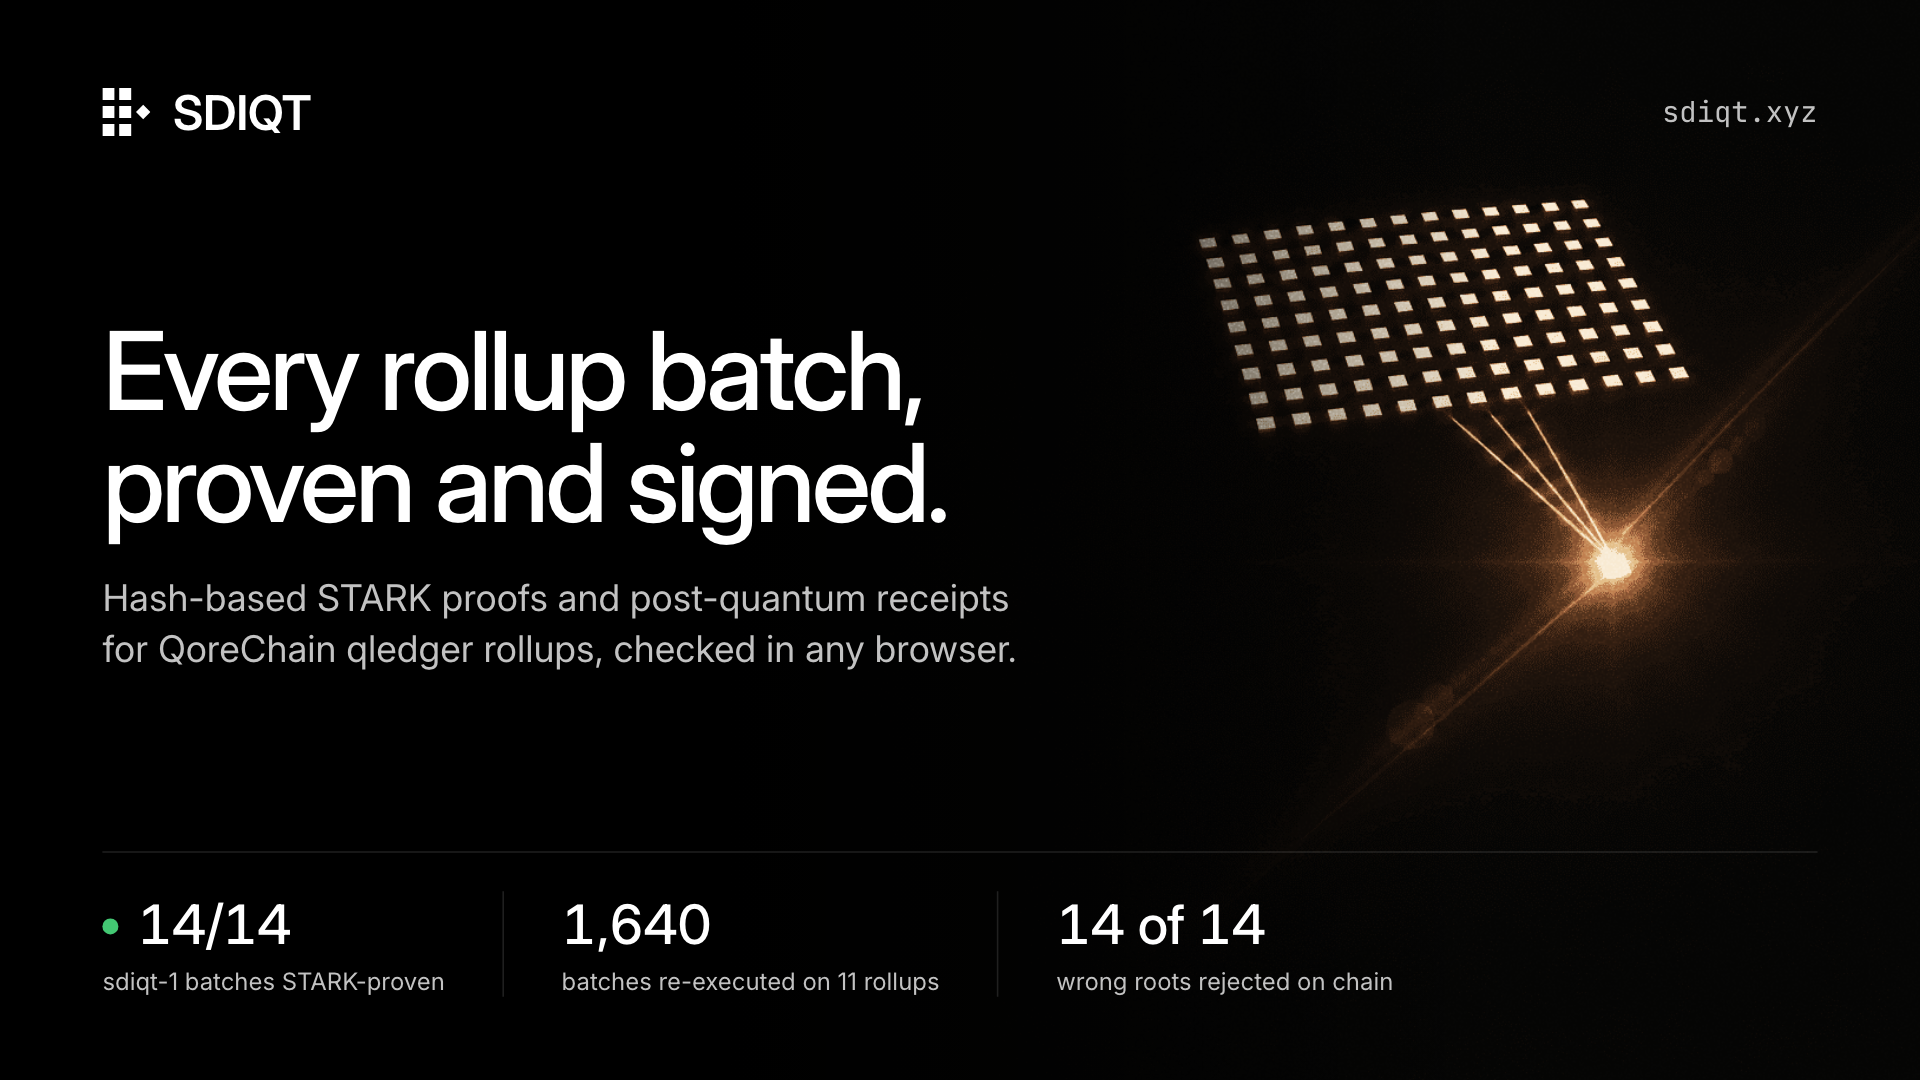 SDIQT
sdiqt.xyz
Every rollup batch,
proven and signed.
Hash-based STARK proofs and post-quantum receipts
for QoreChain qledger rollups, checked in any browser.
14/14
sdiqt-1 batches STARK-proven
1,640
batches re-executed on 11 rollups
14 of 14
wrong roots rejected on chain